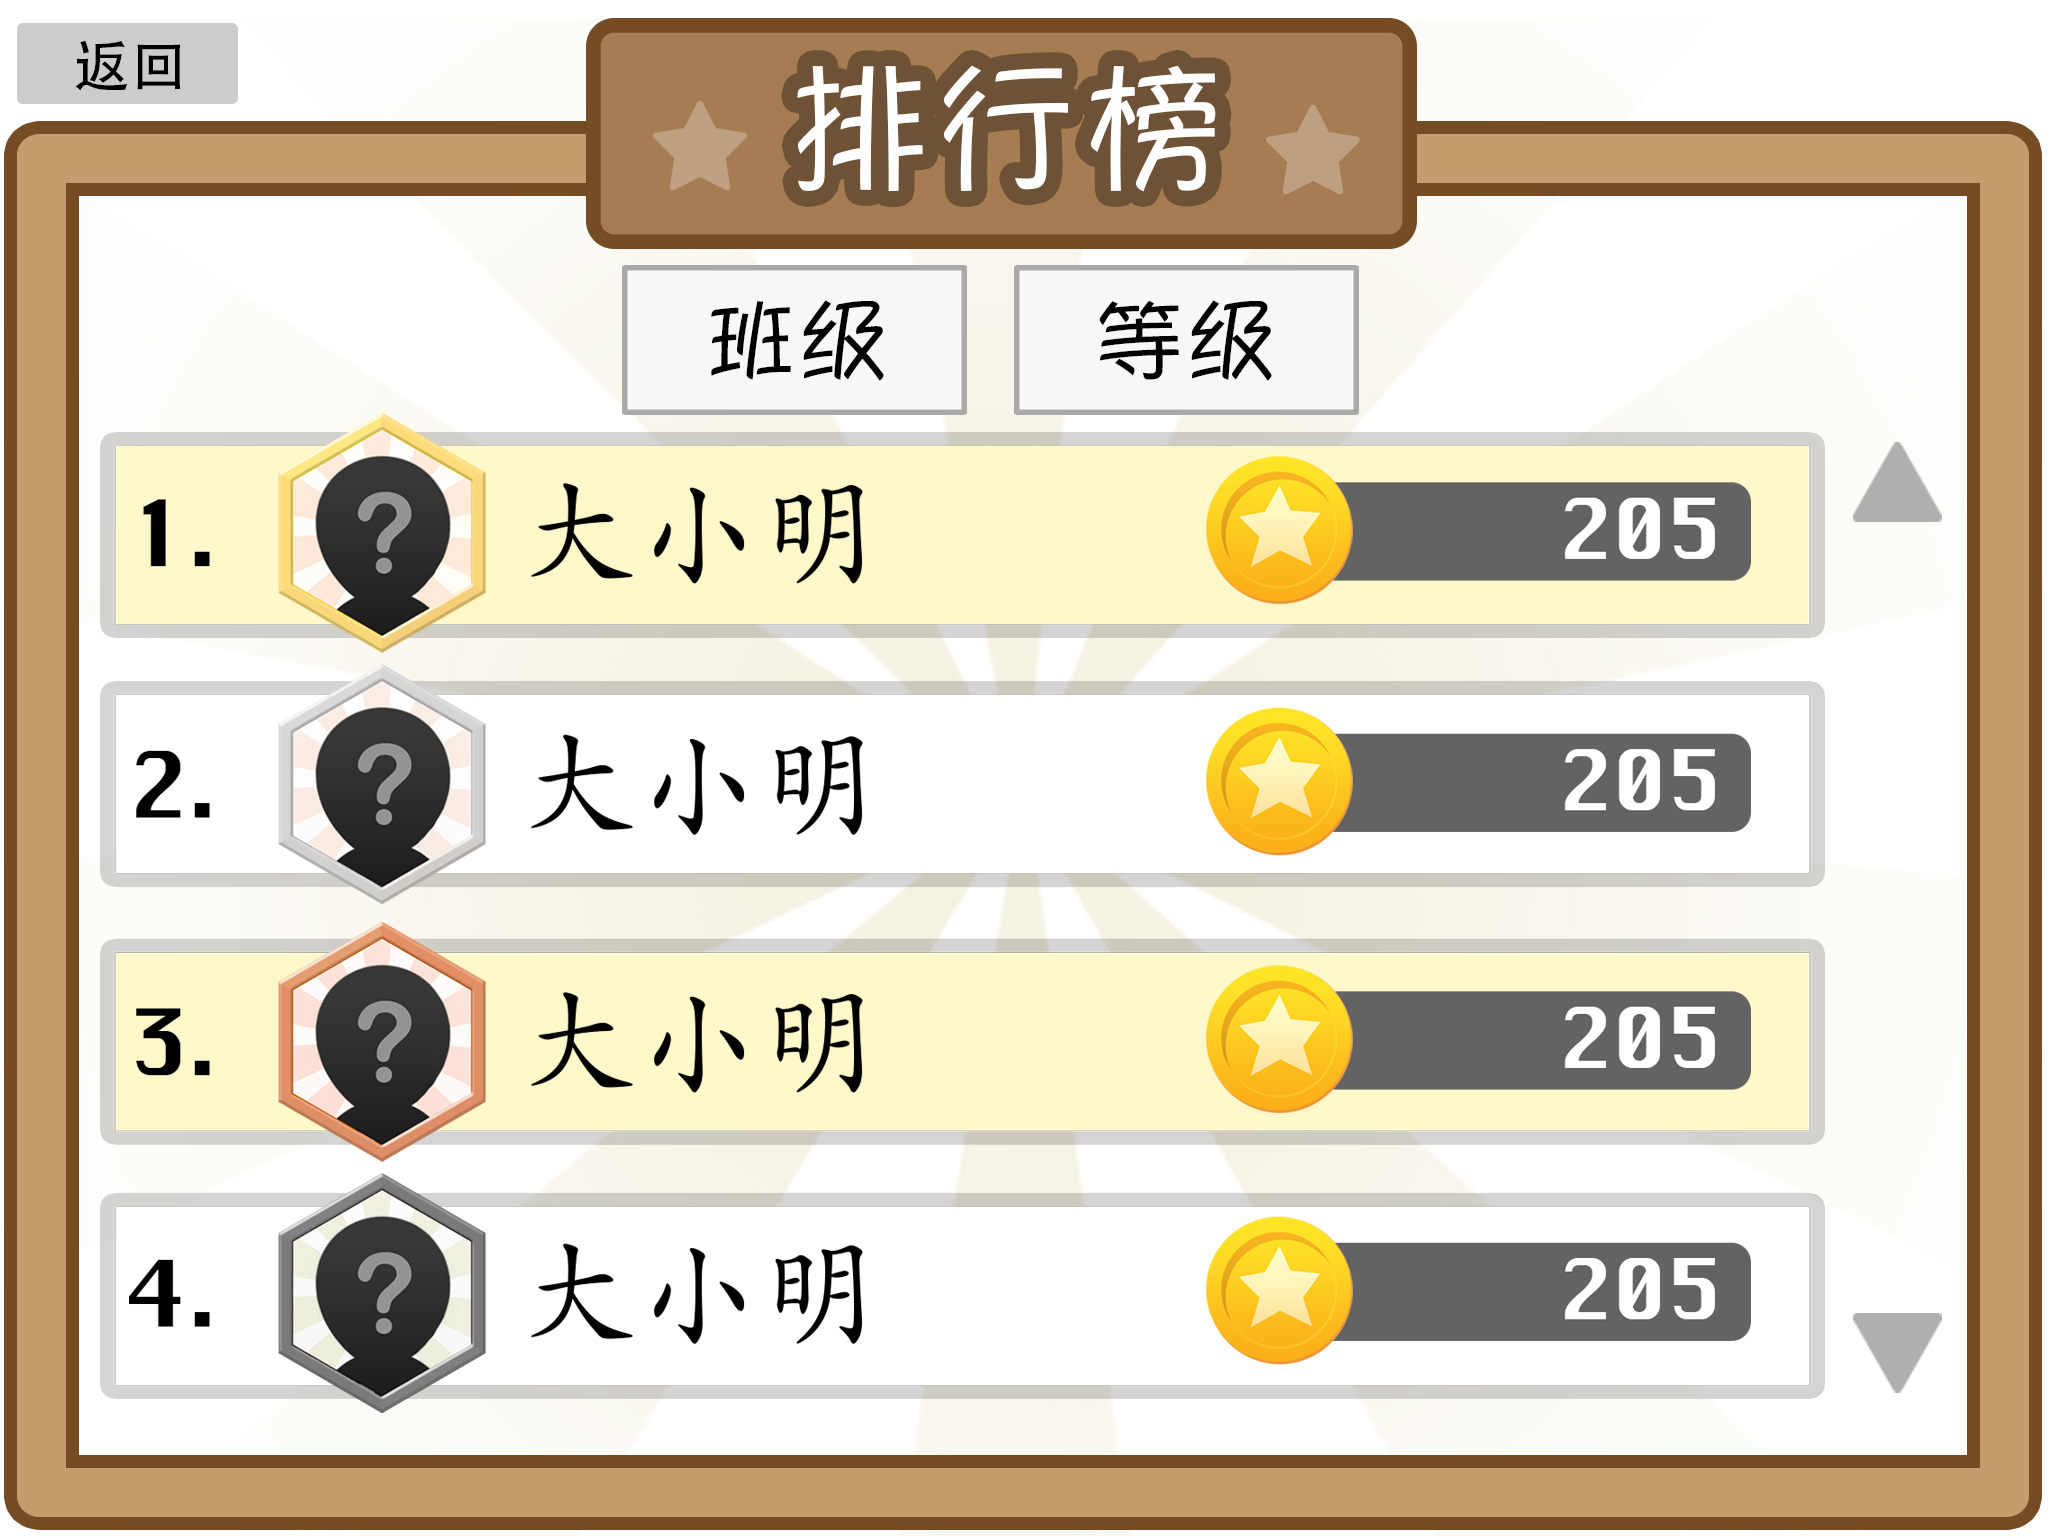 返回
排行榜
班级 等级
1. ? 大小明 205
2. ? 大小明 205
3. ? 大小明 205
4. ? 大小明 205